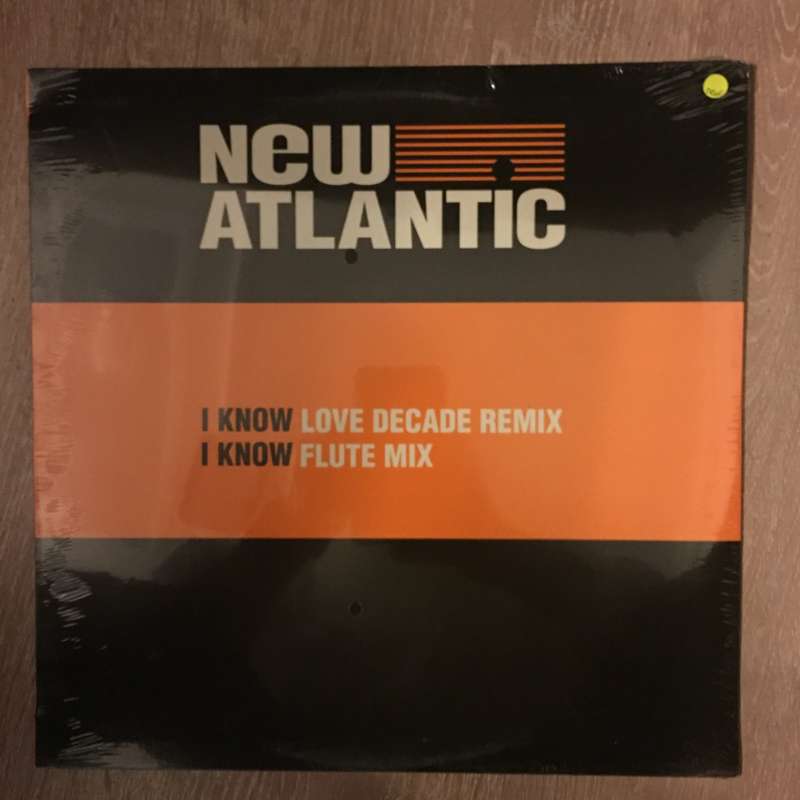 New
ATLANTIC
I KNOW LOVE DECADE REMIX
I KNOW FLUTE MIX